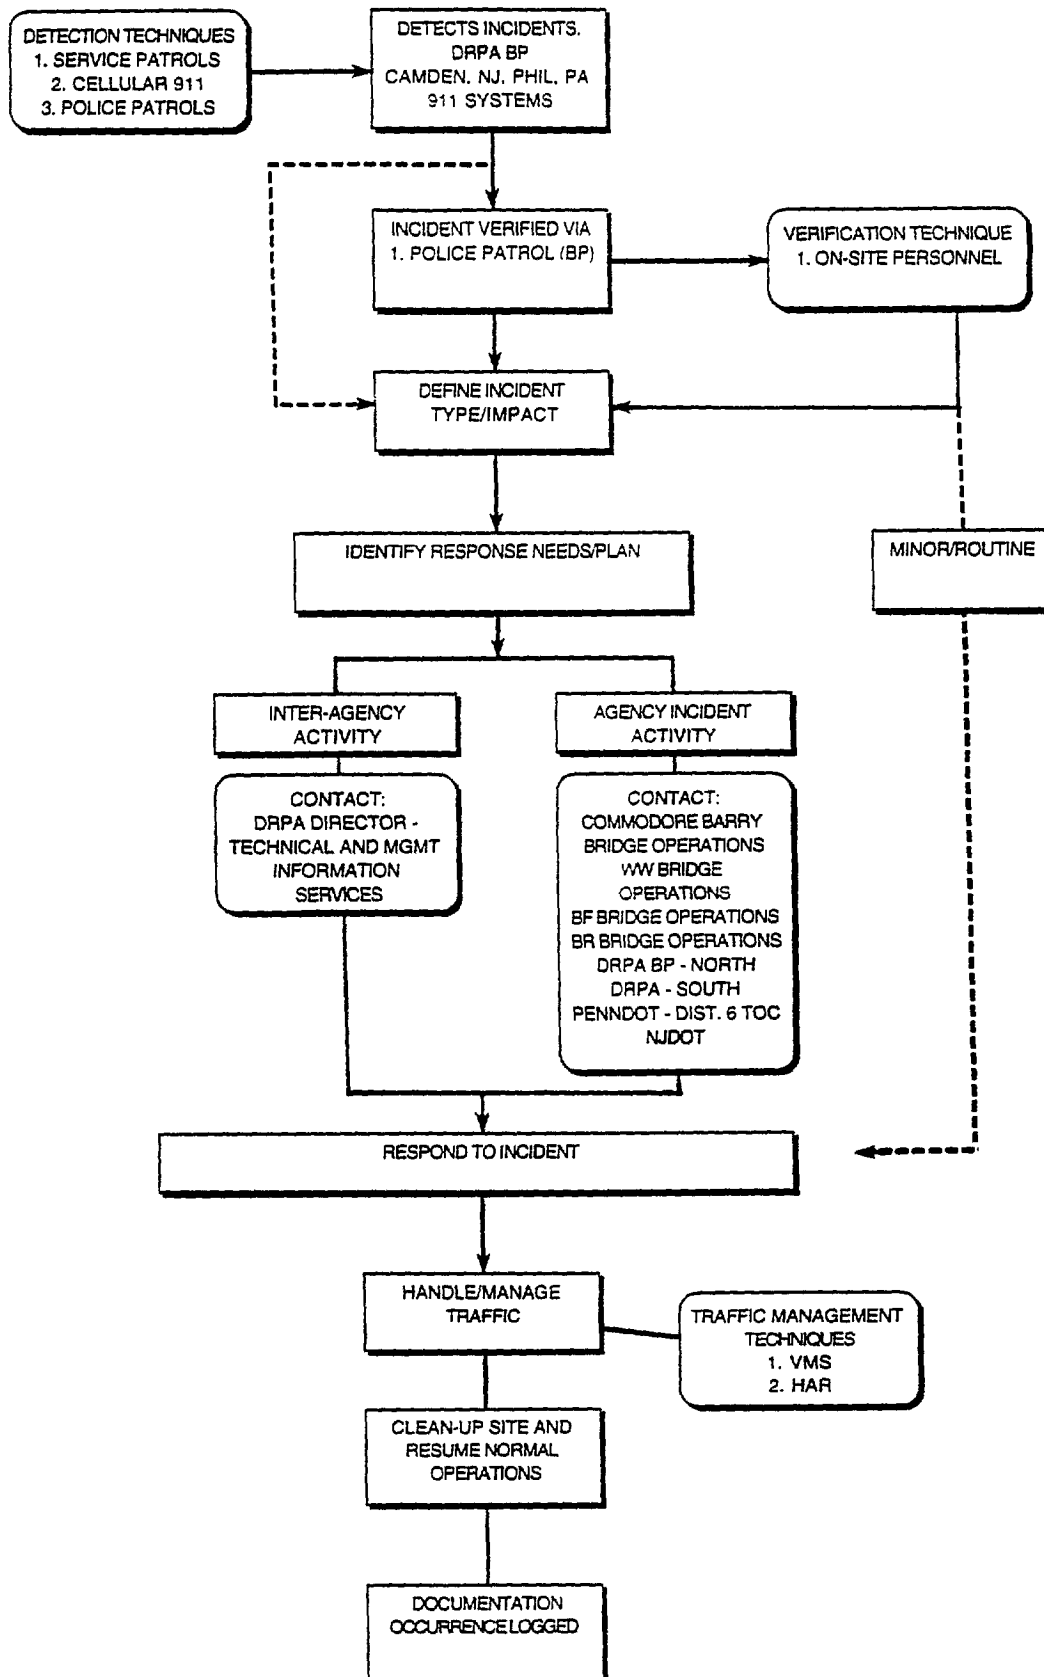 DETECTION TECHNIQUES
1. SERVICE PATROLS
2. CELLULAR 911
3. POLICE PATROLS
DETECTS INCIDENTS.
DRPA BP
CAMDEN, NJ, PHIL, PA
911 SYSTEMS
INCIDENT VERIFIED VIA
1. POLICE PATROL (BP)
VERIFICATION TECHNIQUE
1. ON-SITE PERSONNEL
DEFINE INCIDENT
TYPE/IMPACT
IDENTIFY RESPONSE NEEDS/PLAN
MINOR/ROUTINE
INTER-AGENCY
ACTIVITY
AGENCY INCIDENT
ACTIVITY
CONTACT:
DRPA DIRECTOR -
TECHNICAL AND MGMT
INFORMATION
SERVICES
CONTACT:
COMMODORE BARRY
BRIDGE OPERATIONS
WW BRIDGE
OPERATIONS
BF BRIDGE OPERATIONS
BR BRIDGE OPERATIONS
DRPA BP - NORTH
DRPA - SOUTH
PENNDOT - DIST. 6 TOC
NJDOT
RESPOND TO INCIDENT
HANDLE/MANAGE
TRAFFIC
TRAFFIC MANAGEMENT
TECHNIQUES
1. VMS
2. HAR
CLEAN-UP SITE AND
RESUME NORMAL
OPERATIONS
DOCUMENTATION
OCCURRENCE LOGGED